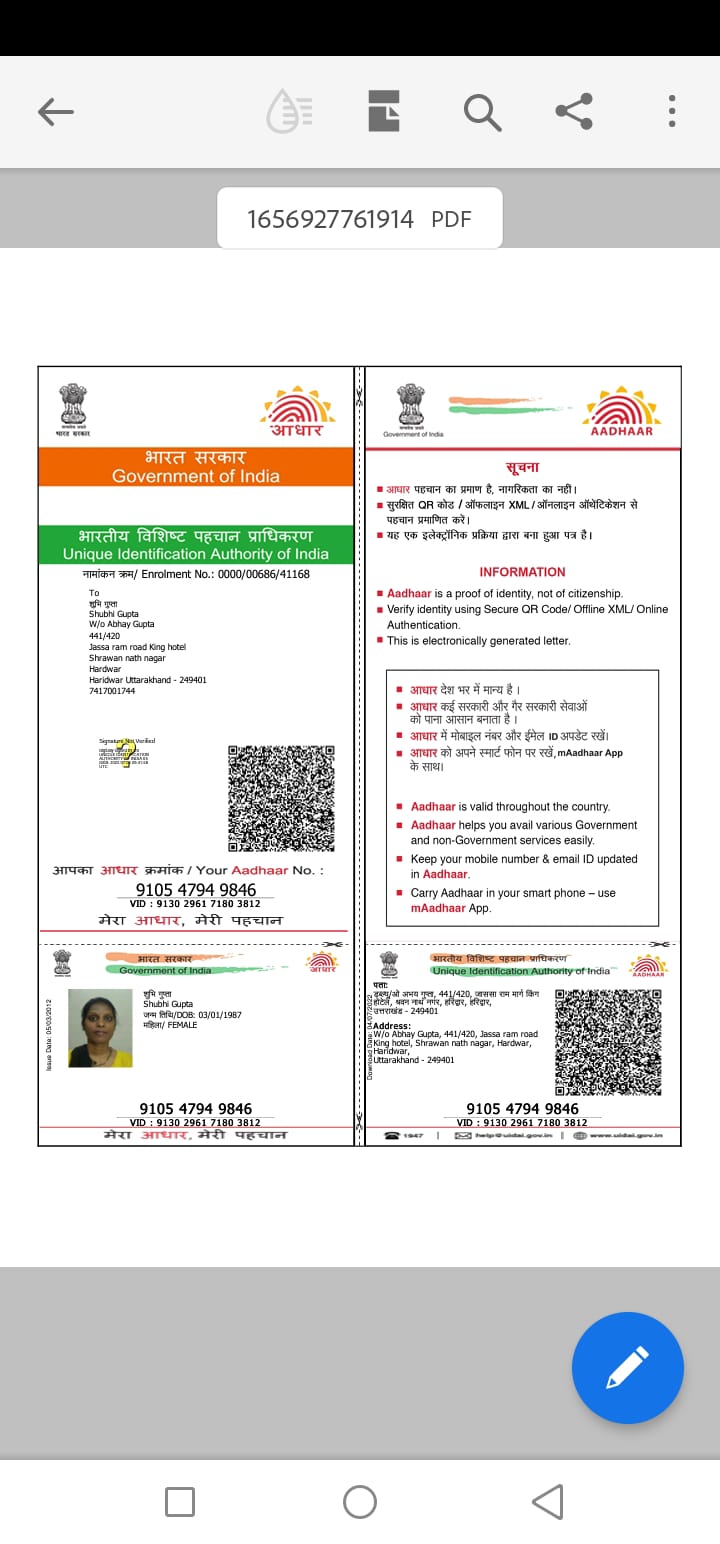 1656927761914 PDF
भारत सरकार
आधार
भारत सरकार
Government of India
भारतीय विशिष्ट पहचान प्राधिकरण
Unique Identification Authority of India
नामांकन क्रम/ Enrolment No.: 0000/00686/41168
To
शुभि गुप्ता
Shubhi Gupta
W/o Abhay Gupta
441/420
Jassa ram road King hotel
Shrawan nath nagar
Hardwar
Haridwar Uttarakhand - 249401
7417001744
Signature Not Verified
आपका आधार क्रमांक / Your Aadhaar No. :
9105 4794 9846
VID : 9130 2961 7180 3812
मेरा आधार, मेरी पहचान
Government of India
AADHAAR
सूचना
आधार पहचान का प्रमाण है, नागरिकता का नहीं।
सुरक्षित QR कोड / ऑफलाइन XML / ऑनलाइन ऑथेंटिकेशन से
पहचान प्रमाणित करें।
यह एक इलेक्ट्रॉनिक प्रक्रिया द्वारा बना हुआ पत्र है।
INFORMATION
Aadhaar is a proof of identity, not of citizenship.
Verify identity using Secure QR Code/ Offline XML/ Online
Authentication.
This is electronically generated letter.
आधार देश भर में मान्य है ।
आधार कई सरकारी और गैर सरकारी सेवाओं
को पाना आसान बनाता है ।
आधार में मोबाइल नंबर और ईमेल ID अपडेट रखें।
आधार को अपने स्मार्ट फोन पर रखें, mAadhaar App
के साथ।
Aadhaar is valid throughout the country.
Aadhaar helps you avail various Government
and non-Government services easily.
Keep your mobile number & email ID updated
in Aadhaar.
Carry Aadhaar in your smart phone – use
mAadhaar App.
भारत सरकार
Government of India
आधार
Issue Date: 05/03/2012
शुभि गुप्ता
Shubhi Gupta
जन्म तिथि/DOB: 03/01/1987
महिला/ FEMALE
9105 4794 9846
VID : 9130 2961 7180 3812
मेरा आधार, मेरी पहचान
भारतीय विशिष्ट पहचान प्राधिकरण
Unique Identification Authority of India
AADHAAR
Download Date: 04/07/2022
पता:
अभय गुप्ता, 441/420, जाससा राम मार्ग किंग
होटल, श्रवन नाथ नगर, हरिद्वार, हरिद्वार,
उत्तराखंड - 249401
Address:
W/o Abhay Gupta, 441/420, Jassa ram road
King hotel, Shrawan nath nagar, Hardwar,
Haridwar,
Uttarakhand - 249401
9105 4794 9846
VID : 9130 2961 7180 3812
1947 | help@uidai.gov.in | www.uidai.gov.in